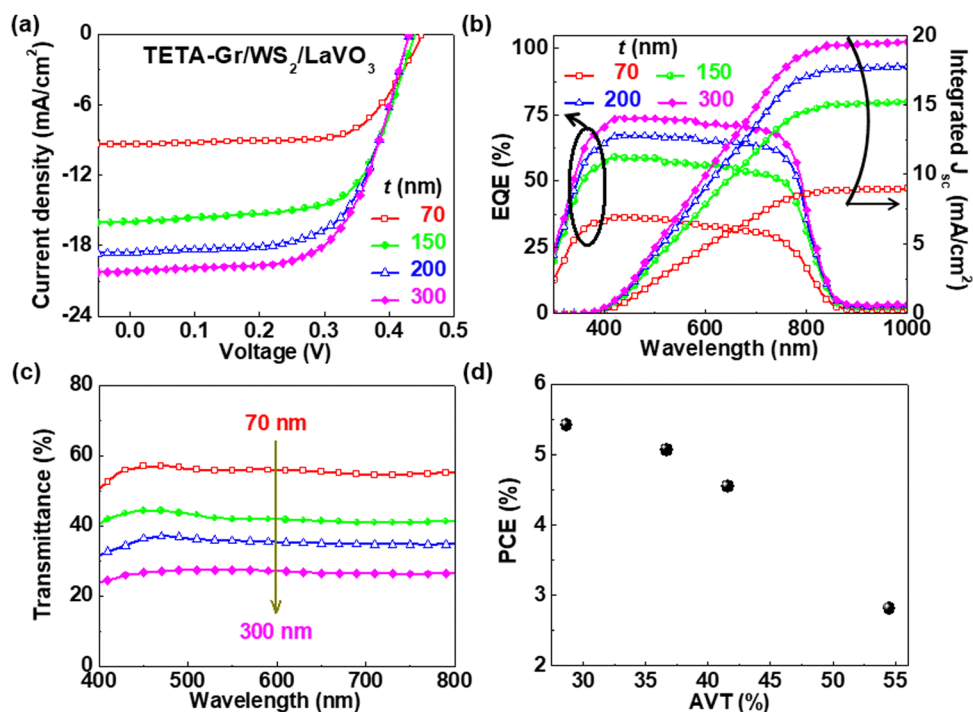 (a)
TETA-Gr/WS2/LaVO3
Current density (mA/cm2)
0
-6
-12
-18
-24
t (nm)
70
150
200
300
0.0 0.1 0.2 0.3 0.4 0.5
Voltage (V)
(b)
EQE (%)
100
75
50
25
0
t (nm)
70 150
200 300
20
15
10
5
0
Integrated Jsc (mA/cm2)
400 600 800 1000
Wavelength (nm)
(c)
Transmittance (%)
80
60
40
20
0
70 nm
300 nm
400 500 600 700 800
Wavelength (nm)
(d)
PCE (%)
6
5
4
3
2
30 35 40 45 50 55
AVT (%)